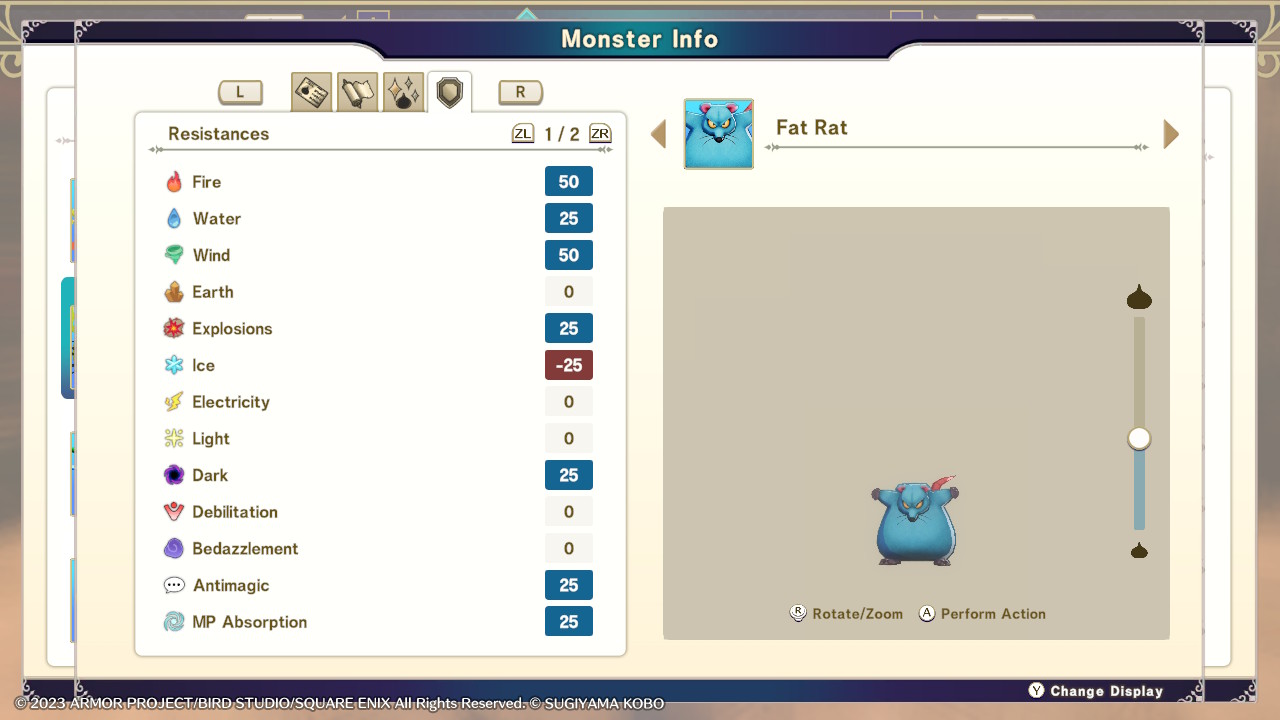 Monster Info
L
R
Resistances
ZL 1 / 2 ZR
Fire 50
Water 25
Wind 50
Earth 0
Explosions 25
Ice -25
Electricity 0
Light 0
Dark 25
Debilitation 0
Bedazzlement 0
Antimagic 25
MP Absorption 25
Fat Rat
R Rotate/Zoom A Perform Action
Y Change Display
© 2023 ARMOR PROJECT/BIRD STUDIO/SQUARE ENIX All Rights Reserved. © SUGIYAMA KOBO